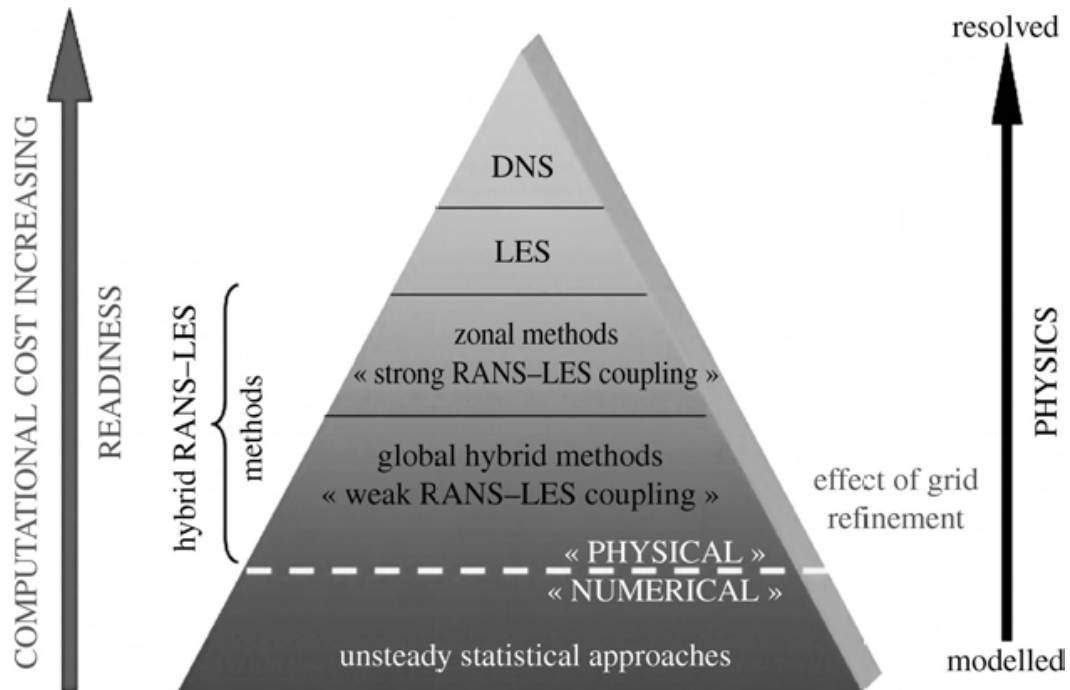 COMPUTATIONAL COST INCREASING
READINESS
hybrid RANS–LES
methods
DNS
LES
zonal methods
« strong RANS–LES coupling »
global hybrid methods
« weak RANS–LES coupling »
« PHYSICAL »
« NUMERICAL »
unsteady statistical approaches
effect of grid
refinement
resolved
PHYSICS
modelled